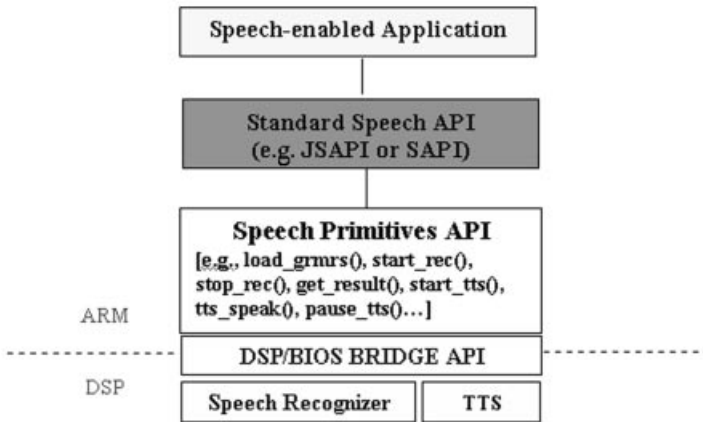 Speech-enabled Application
Standard Speech API
(e.g. JSAPI or SAPI)
Speech Primitives API
[e.g., load_grmrs(), start_rec(),
stop_rec(), get_result(), start_tts(),
tts_speak(), pause_tts()...]
ARM
DSP/BIOS BRIDGE API
DSP
Speech Recognizer
TTS